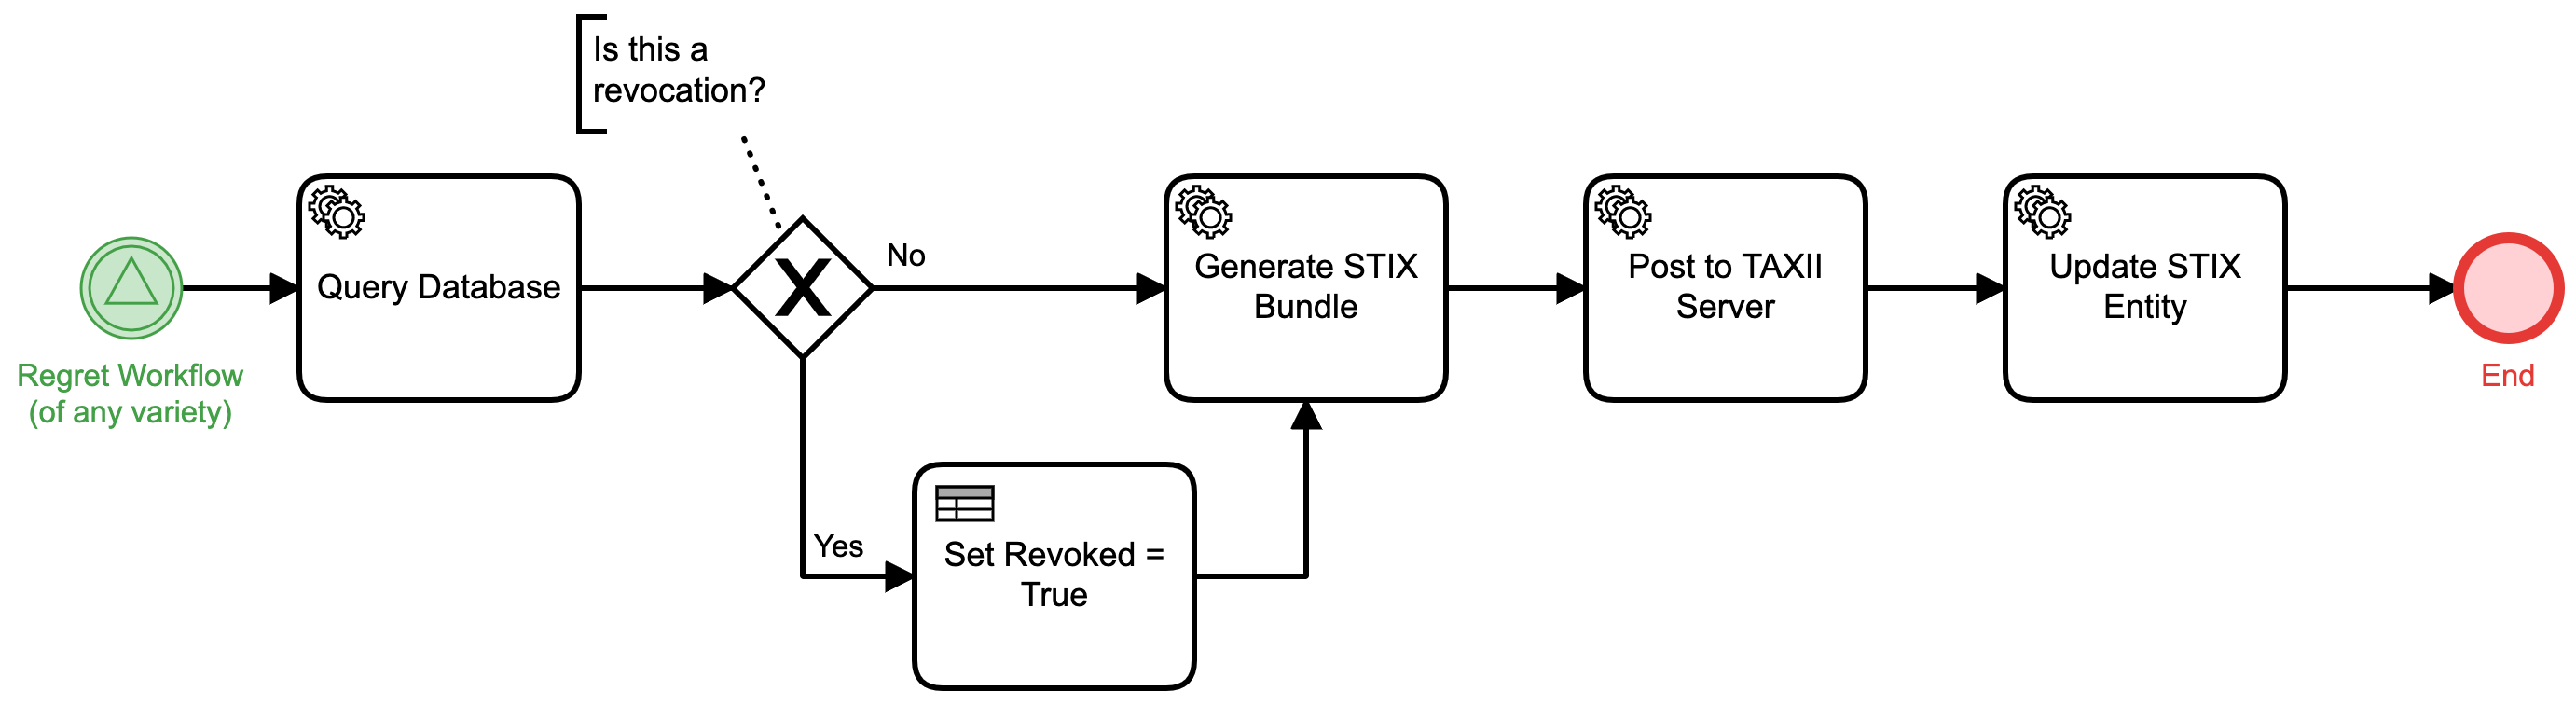 Is this a
revocation?
Regret Workflow
(of any variety)
Query Database
X
No
Yes
Set Revoked =
True
Generate STIX
Bundle
Post to TAXII
Server
Update STIX
Entity
End